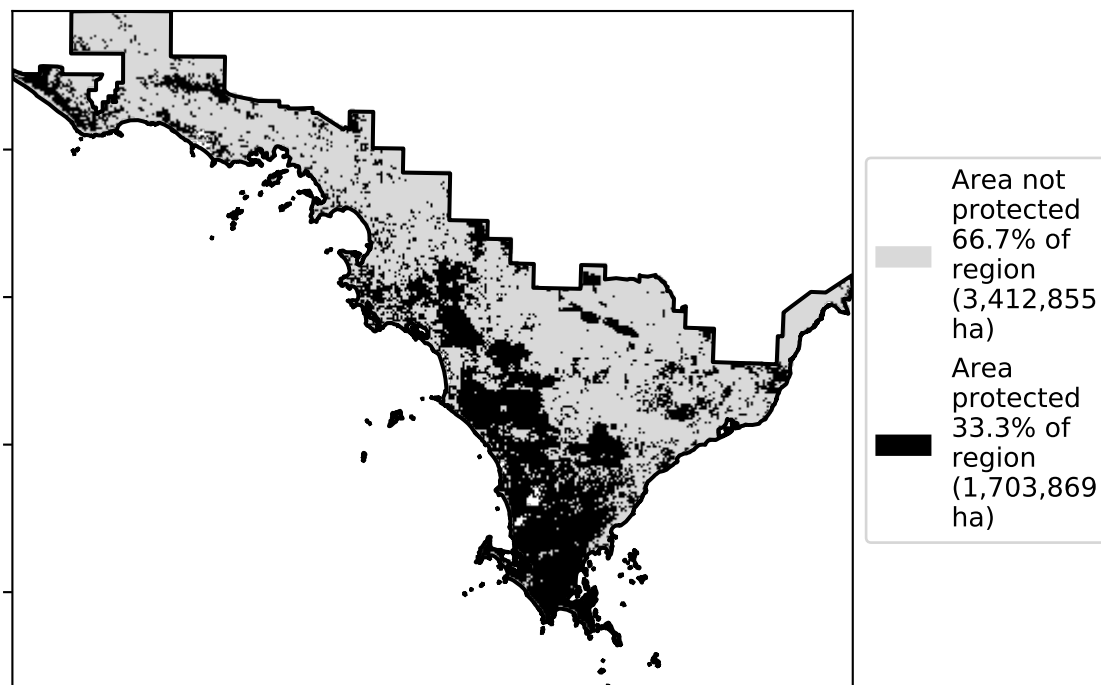 Area not
protected
66.7% of
region
(3,412,855
ha)
Area
protected
33.3% of
region
(1,703,869
ha)